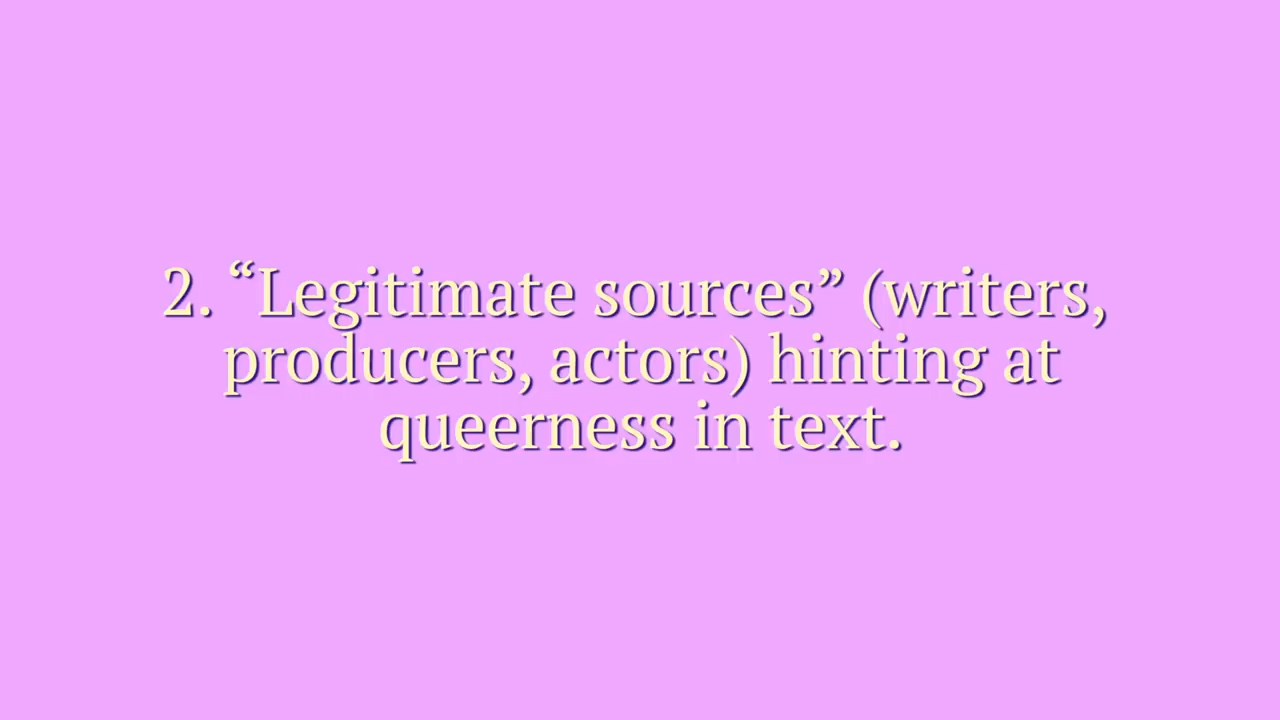 2. “Legitimate sources” (writers,
producers, actors) hinting at
queerness in text.